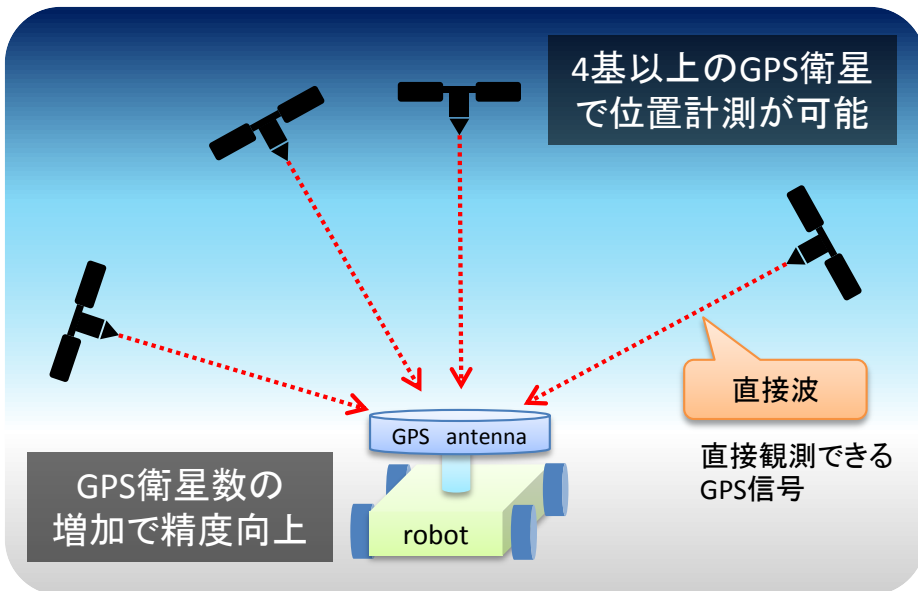 4基以上のGPS衛星
で位置計測が可能
直接波
直接観測できる
GPS信号
GPS antenna
GPS衛星数の
増加で精度向上
robot